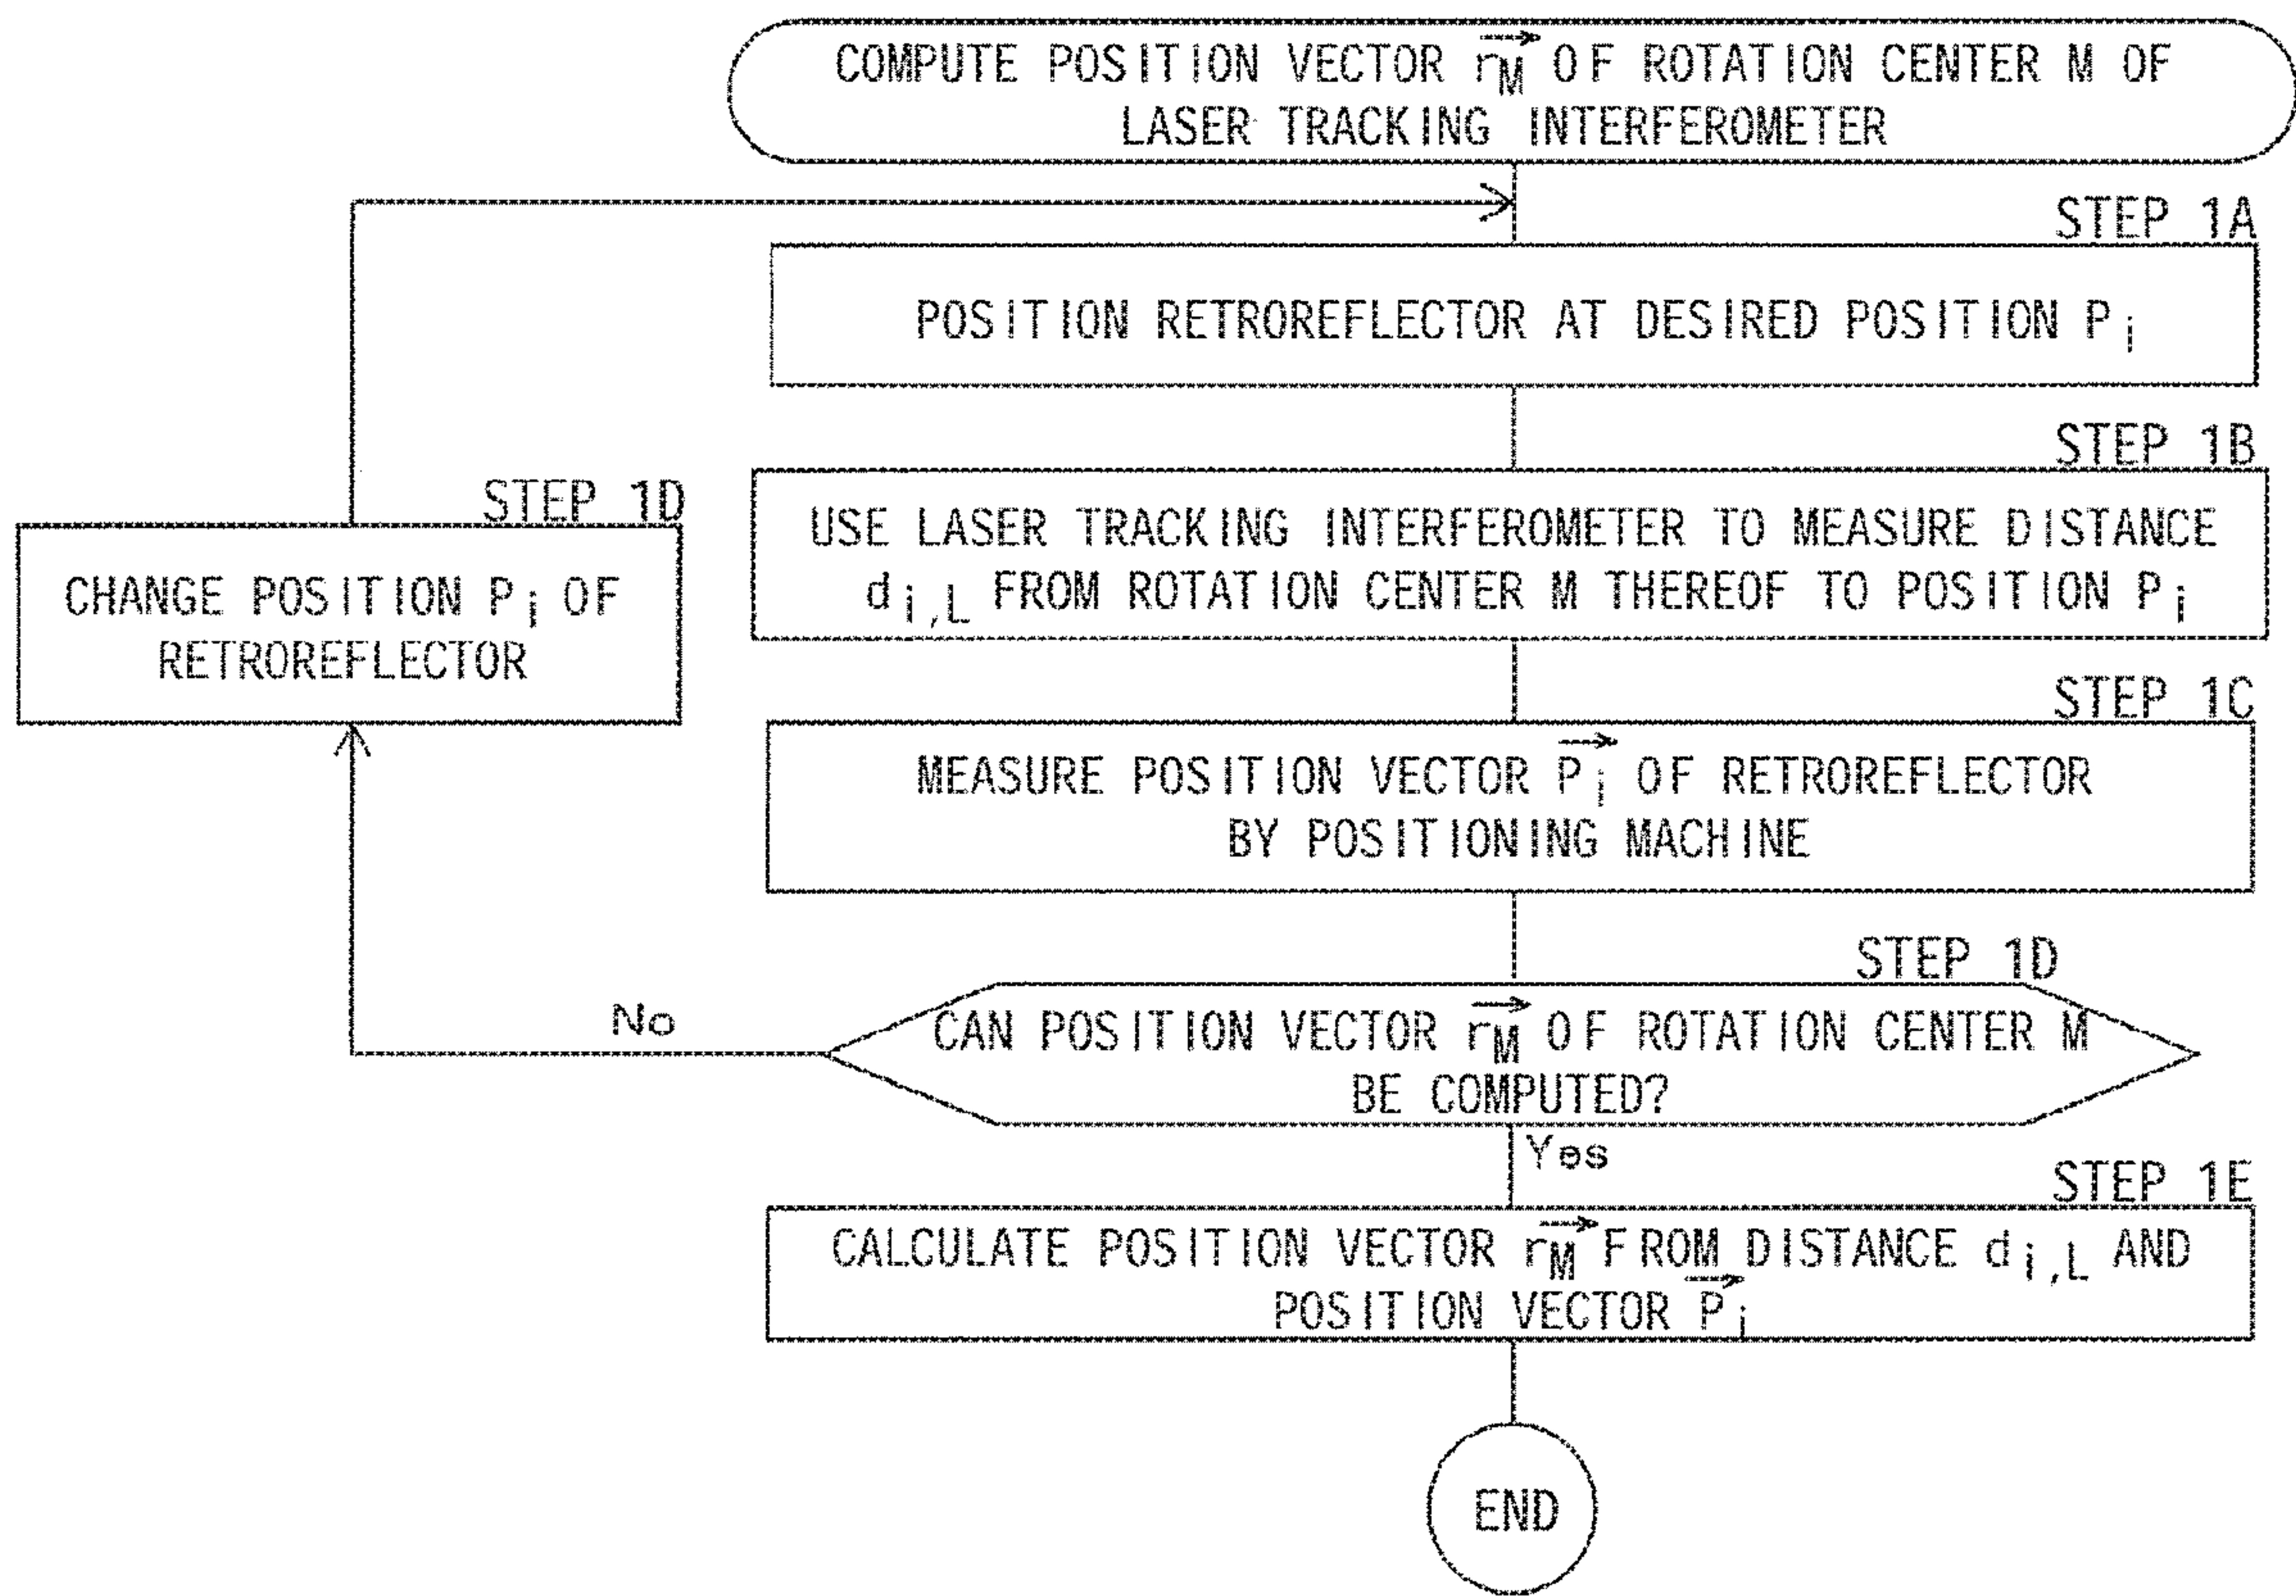 COMPUTE POSITION VECTOR r⃗M OF ROTATION CENTER M OF
LASER TRACKING INTERFEROMETER
STEP 1A
POSITION RETROREFLECTOR AT DESIRED POSITION Pi
STEP 1B
USE LASER TRACKING INTERFEROMETER TO MEASURE DISTANCE
di,L FROM ROTATION CENTER M THEREOF TO POSITION Pi
STEP 1C
MEASURE POSITION VECTOR P⃗i OF RETROREFLECTOR
BY POSITIONING MACHINE
STEP 1D
CAN POSITION VECTOR r⃗M OF ROTATION CENTER M
BE COMPUTED?
No
STEP 1D
CHANGE POSITION Pi OF
RETROREFLECTOR
Yes
STEP 1E
CALCULATE POSITION VECTOR r⃗M FROM DISTANCE di,L AND
POSITION VECTOR P⃗i
END